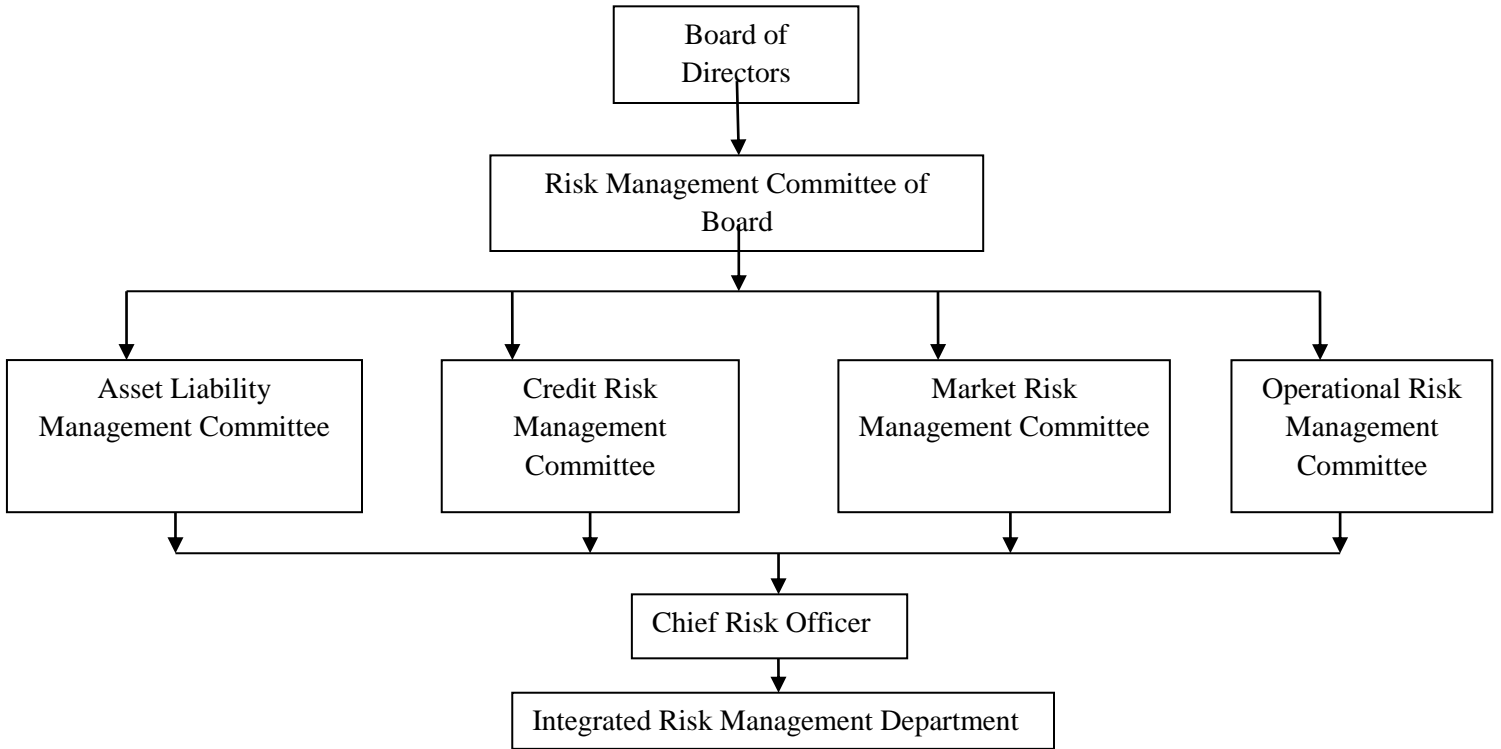 Board of
Directors
Risk Management Committee of
Board
Asset Liability
Management Committee
Credit Risk
Management
Committee
Market Risk
Management Committee
Operational Risk
Management
Committee
Chief Risk Officer
Integrated Risk Management Department